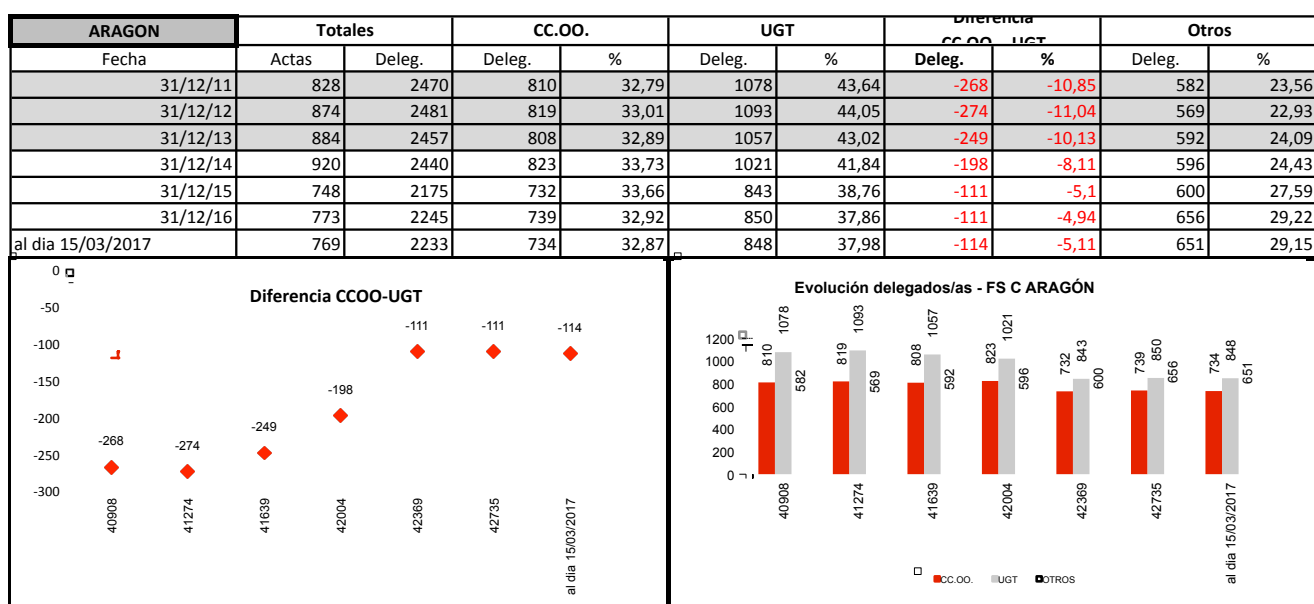 ARAGON Totales CC.OO. UGT Diferencia CC.OO. UGT Otros
Fecha Actas Deleg. Deleg. % Deleg. % Deleg. % Deleg. %
31/12/11 828 2470 810 32,79 1078 43,64 -268 -10,85 582 23,56
31/12/12 874 2481 819 33,01 1093 44,05 -274 -11,04 569 22,93
31/12/13 884 2457 808 32,89 1057 43,02 -249 -10,13 592 24,09
31/12/14 920 2440 823 33,73 1021 41,84 -198 -8,11 596 24,43
31/12/15 748 2175 732 33,66 843 38,76 -111 -5,1 600 27,59
31/12/16 773 2245 739 32,92 850 37,86 -111 -4,94 656 29,22
al dia 15/03/2017 769 2233 734 32,87 848 37,98 -114 -5,11 651 29,15
Diferencia CCOO-UGT
0
-50
-100
-150
-200
-250
-300
-268 -274 -249 -198 -111 -111 -114
40908 41274 41639 42004 42369 42735 al dia 15/03/2017
Evolución delegados/as - FS C ARAGÓN
1200
1000
800
600
400
200
0
810 1078 582 819 1093 569 808 1057 592 823 1021 596 732 843 600 739 850 656 734 848 651
40908 41274 41639 42004 42369 42735 al dia 15/03/2017
CC.OO. UGT OTROS